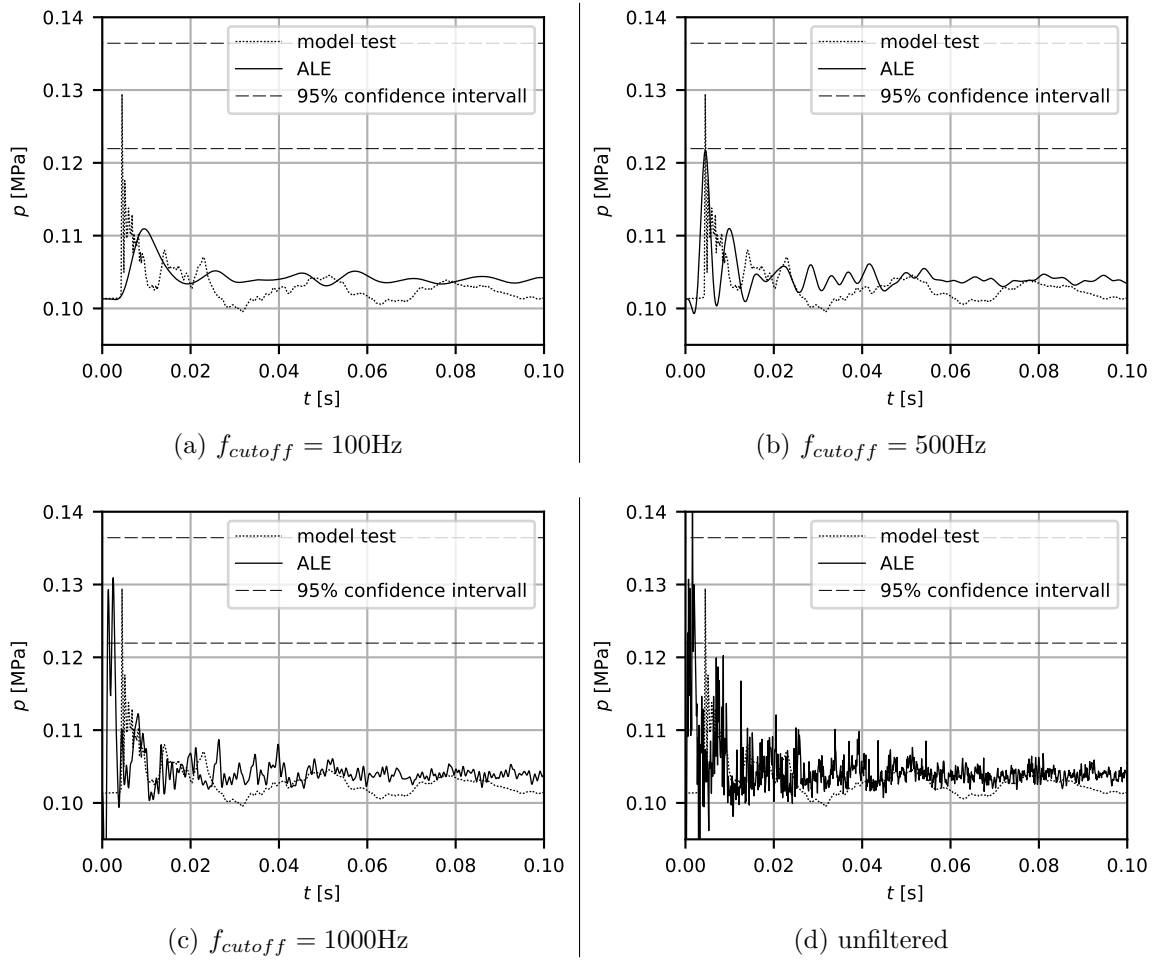 0.14
0.13
0.12
0.11
0.10
p [MPa]
model test
ALE
95% confidence intervall
0.00 0.02 0.04 0.06 0.08 0.10
t [s]
(a) f_cutoff = 100Hz
0.14
0.13
0.12
0.11
0.10
p [MPa]
model test
ALE
95% confidence intervall
0.00 0.02 0.04 0.06 0.08 0.10
t [s]
(b) f_cutoff = 500Hz
0.14
0.13
0.12
0.11
0.10
p [MPa]
model test
ALE
95% confidence intervall
0.00 0.02 0.04 0.06 0.08 0.10
t [s]
(c) f_cutoff = 1000Hz
0.14
0.13
0.12
0.11
0.10
p [MPa]
model test
ALE
95% confidence intervall
0.00 0.02 0.04 0.06 0.08 0.10
t [s]
(d) unfiltered